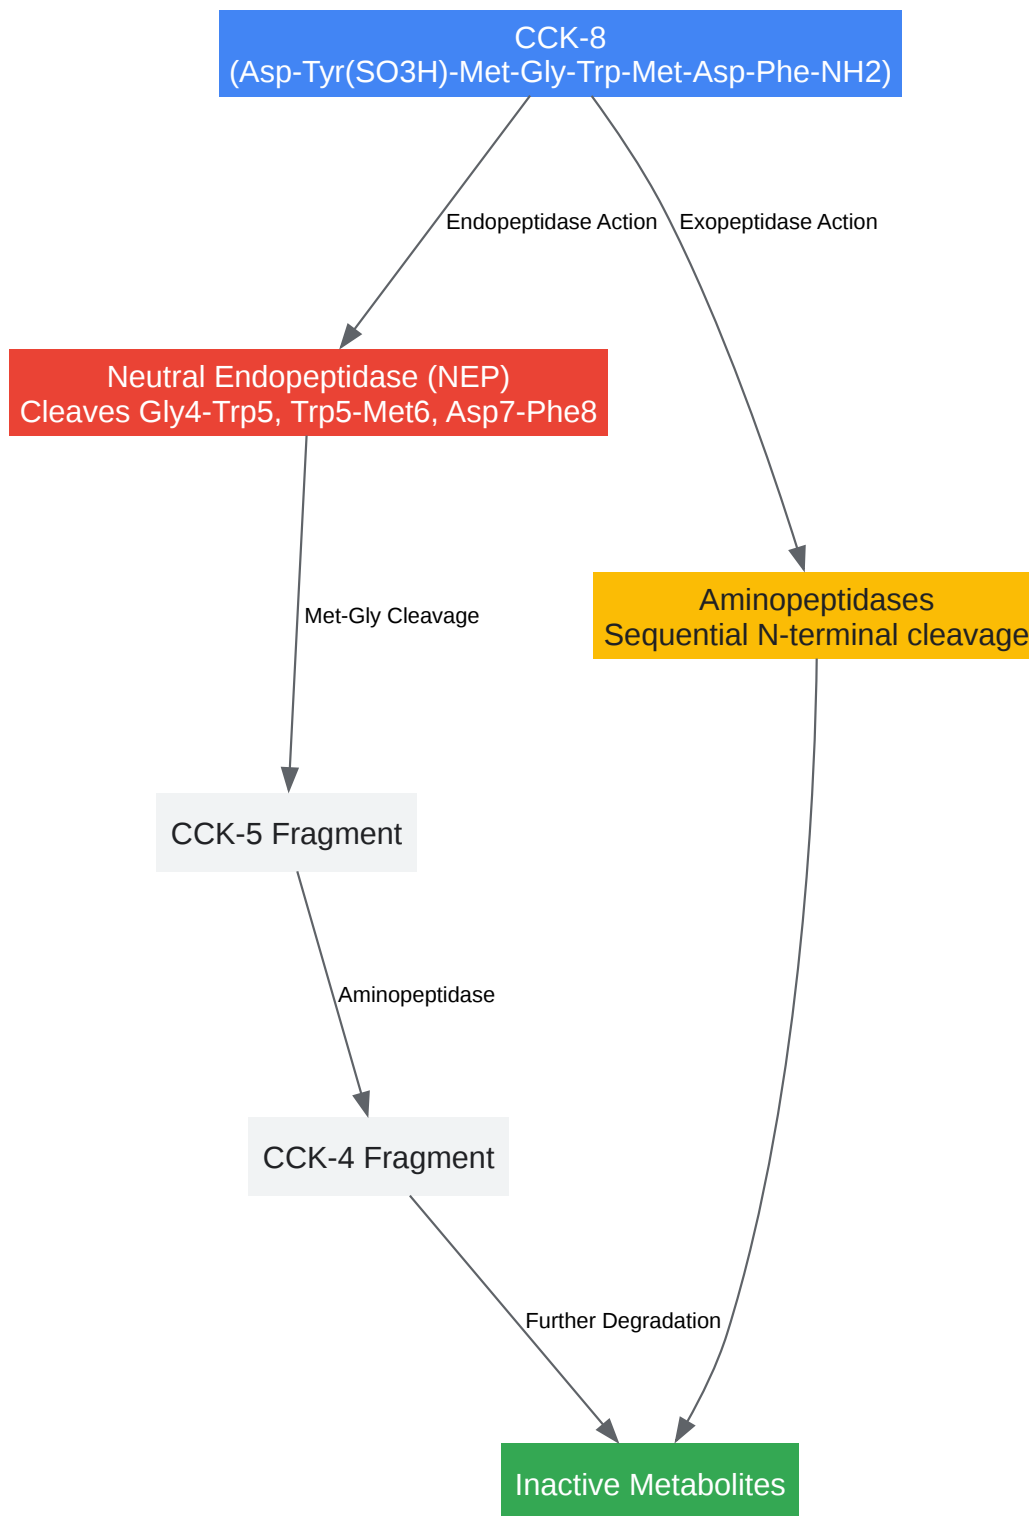 CCK-8
(Asp-Tyr(SO3H)-Met-Gly-Trp-Met-Asp-Phe-NH2)
Endopeptidase Action
Exopeptidase Action
Neutral Endopeptidase (NEP)
Cleaves Gly4-Trp5, Trp5-Met6, Asp7-Phe8
Aminopeptidases
Sequential N-terminal cleavage
Met-Gly Cleavage
CCK-5 Fragment
Aminopeptidase
CCK-4 Fragment
Further Degradation
Inactive Metabolites